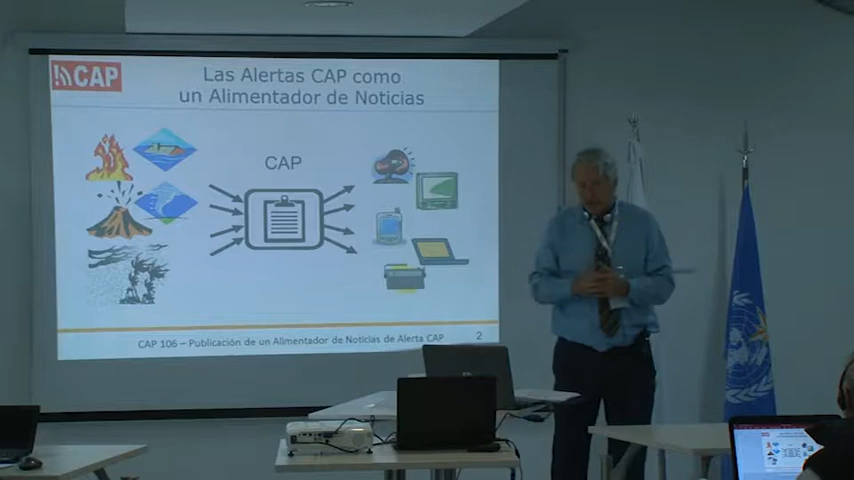 CAP
Las Alertas CAP como
un Alimentador de Noticias
CAP
CAP 106 – Publicación de un Alimentador de Noticias de Alerta CAP
2